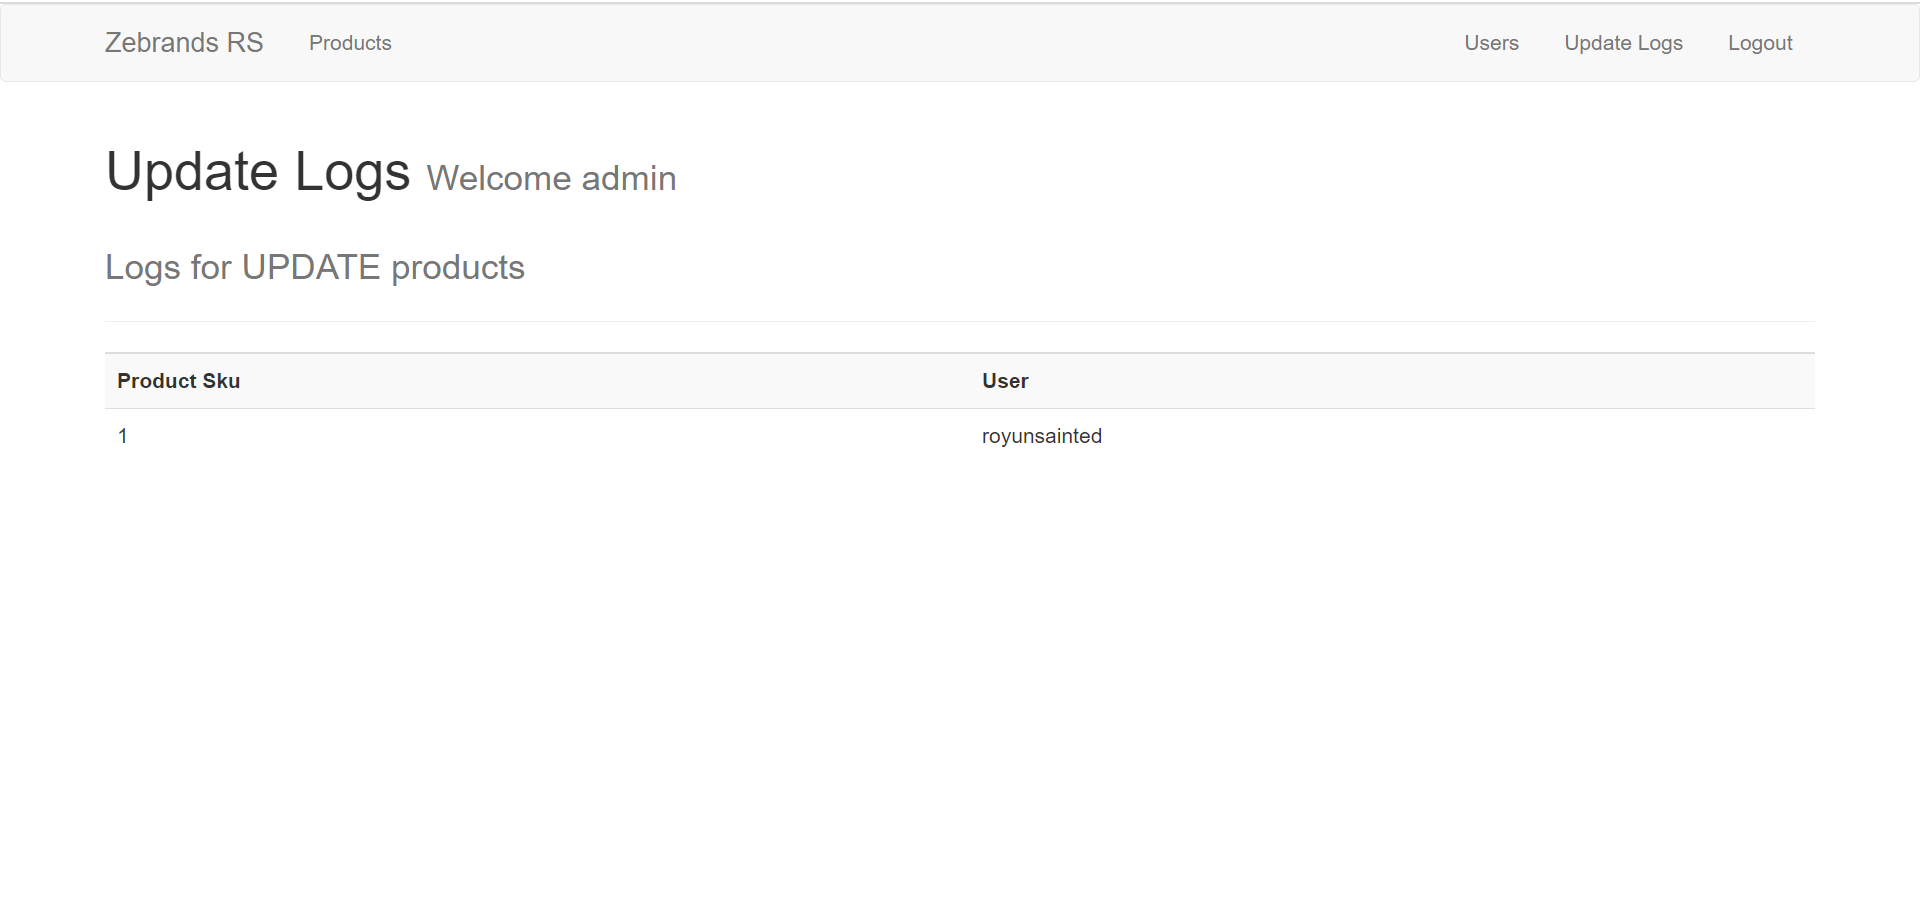 Zebrands RS Products Users Update Logs Logout
Update Logs Welcome admin
Logs for UPDATE products
Product Sku User
1 royunsainted